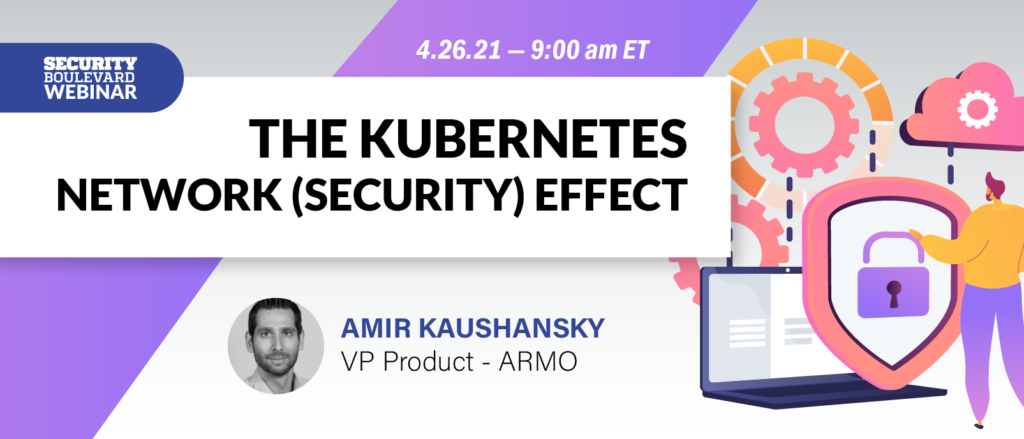 4.26.21 — 9:00 am ET
SECURITY
BOULEVARD
WEBINAR
THE KUBERNETES
NETWORK (SECURITY) EFFECT
AMIR KAUSHANSKY
VP Product - ARMO